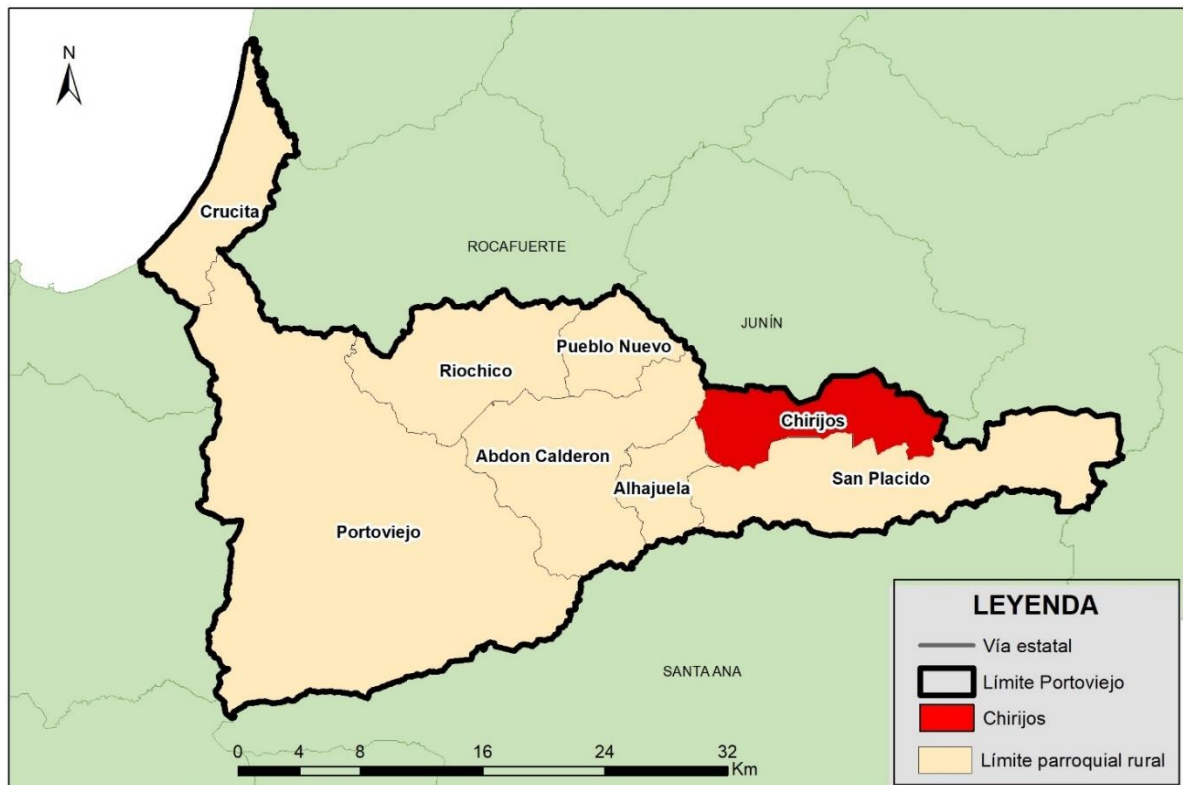 N
Crucita
ROCAFUERTE
JUNÍN
Pueblo Nuevo
Riochico
Chirijos
Abdon Calderon
San Placido
Alhajuela
Portoviejo
SANTA ANA
LEYENDA
Vía estatal
Límite Portoviejo
Chirijos
Límite parroquial rural
0 4 8 16 24 32
Km